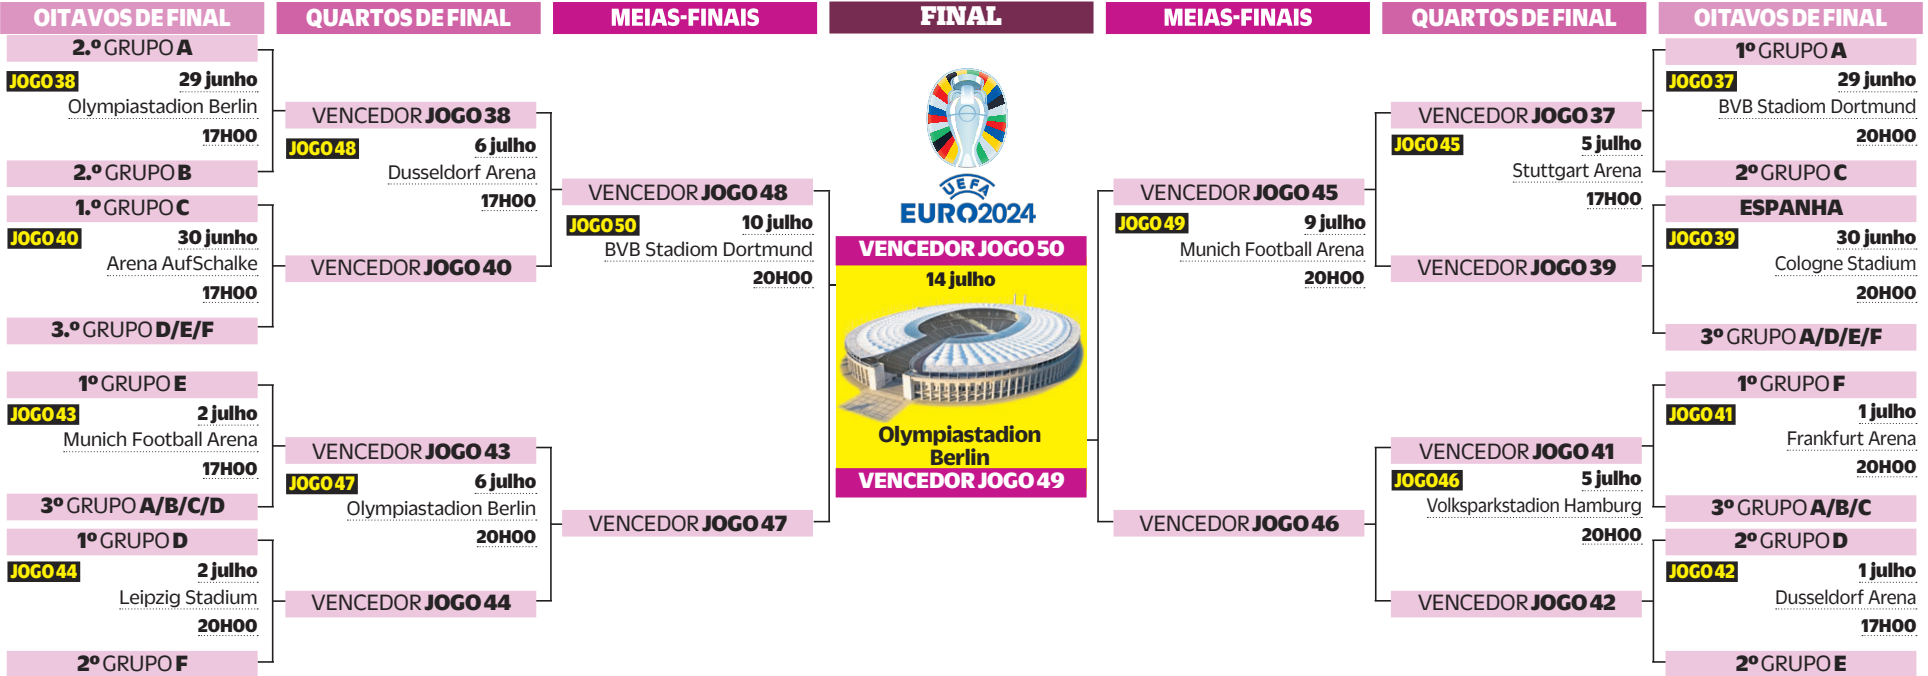 OITAVOS DE FINAL
2.º GRUPO A
JOGO 38 29 junho
Olympiastadion Berlin
17H00
2.º GRUPO B
1.º GRUPO C
JOGO 40 30 junho
Arena AufSchalke
17H00
3.º GRUPO D/E/F
1º GRUPO E
JOGO 43 2 julho
Munich Football Arena
17H00
3º GRUPO A/B/C/D
1º GRUPO D
JOGO 44 2 julho
Leipzig Stadium
20H00
2º GRUPO F
QUARTOS DE FINAL
VENCEDOR JOGO 38
JOGO 48 6 julho
Dusseldorf Arena
17H00
VENCEDOR JOGO 40
VENCEDOR JOGO 43
JOGO 47 6 julho
Olympiastadion Berlin
20H00
VENCEDOR JOGO 44
MEIAS-FINAIS
VENCEDOR JOGO 48
JOGO 50 10 julho
BVB Stadiom Dortmund
20H00
VENCEDOR JOGO 47
FINAL
UEFA
EURO2024
VENCEDOR JOGO 50
14 julho
Olympiastadion
Berlin
VENCEDOR JOGO 49
MEIAS-FINAIS
VENCEDOR JOGO 45
JOGO 49 9 julho
Munich Football Arena
20H00
VENCEDOR JOGO 46
QUARTOS DE FINAL
VENCEDOR JOGO 37
JOGO 45 5 julho
Stuttgart Arena
17H00
VENCEDOR JOGO 39
VENCEDOR JOGO 41
JOGO46 5 julho
Volksparkstadion Hamburg
20H00
VENCEDOR JOGO 42
OITAVOS DE FINAL
1º GRUPO A
JOGO 37 29 junho
BVB Stadiom Dortmund
20H00
2º GRUPO C
ESPANHA
JOGO 39 30 junho
Cologne Stadium
20H00
3º GRUPO A/D/E/F
1º GRUPO F
JOGO 41 1 julho
Frankfurt Arena
20H00
3º GRUPO A/B/C
2º GRUPO D
JOGO 42 1 julho
Dusseldorf Arena
17H00
2º GRUPO E